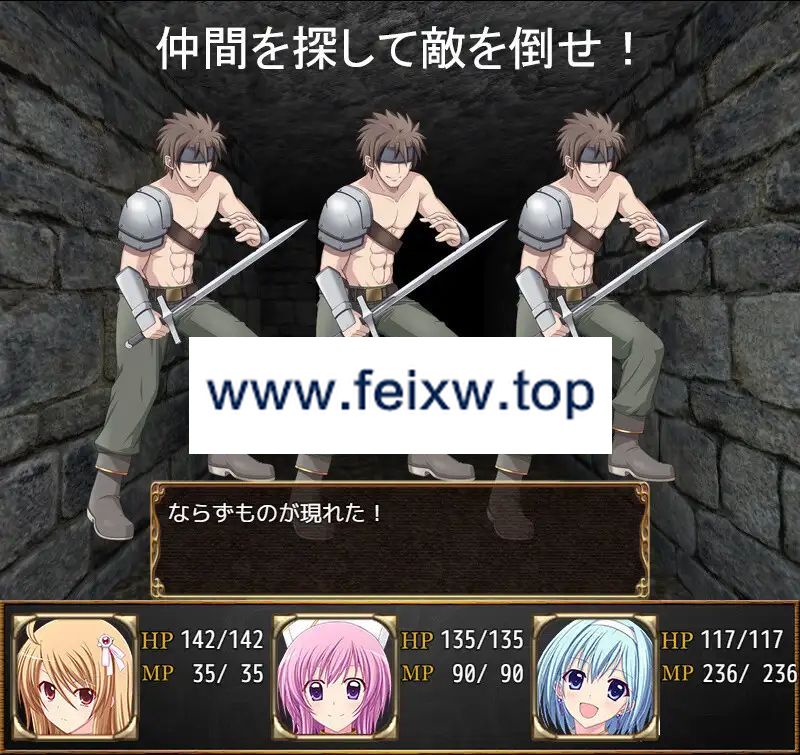 仲間を探して敵を倒せ！
www.feixw.top
ならずものが現れた！
HP 142/142
MP 35/ 35
HP 135/135
MP 90/ 90
HP 117/117
MP 236/ 236